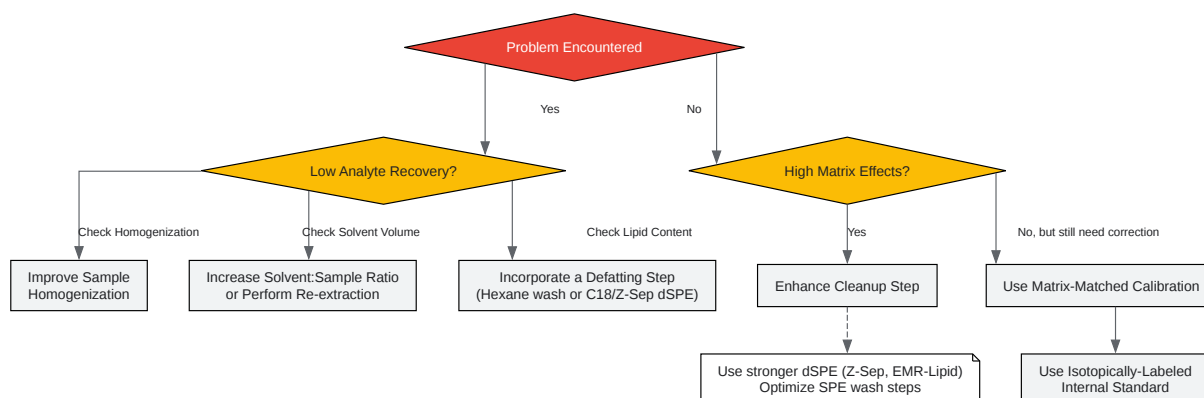 Problem Encountered
Yes
No
Low Analyte Recovery?
High Matrix Effects?
Check Homogenization
Check Solvent Volume
Check Lipid Content
Yes
No, but still need correction
Improve Sample
Homogenization
Increase Solvent:Sample Ratio
or Perform Re-extraction
Incorporate a Defatting Step
(Hexane wash or C18/Z-Sep dSPE)
Enhance Cleanup Step
Use Matrix-Matched Calibration
Use stronger dSPE (Z-Sep, EMR-Lipid)
Optimize SPE wash steps
Use Isotopically-Labeled
Internal Standard